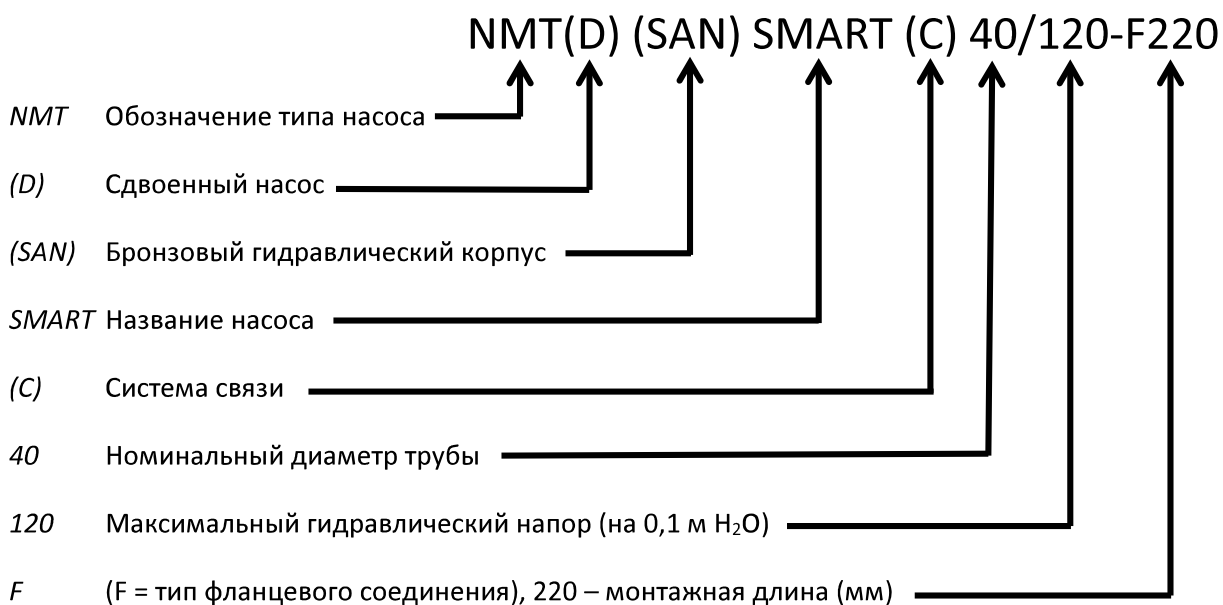 NMT(D) (SAN) SMART (C) 40/120-F220
NMT Обозначение типа насоса
(D) Сдвоенный насос
(SAN) Бронзовый гидравлический корпус
SMART Название насоса
(C) Система связи
40 Номинальный диаметр трубы
120 Максимальный гидравлический напор (на 0,1 м H₂O)
F (F = тип фланцевого соединения), 220 – монтажная длина (мм)